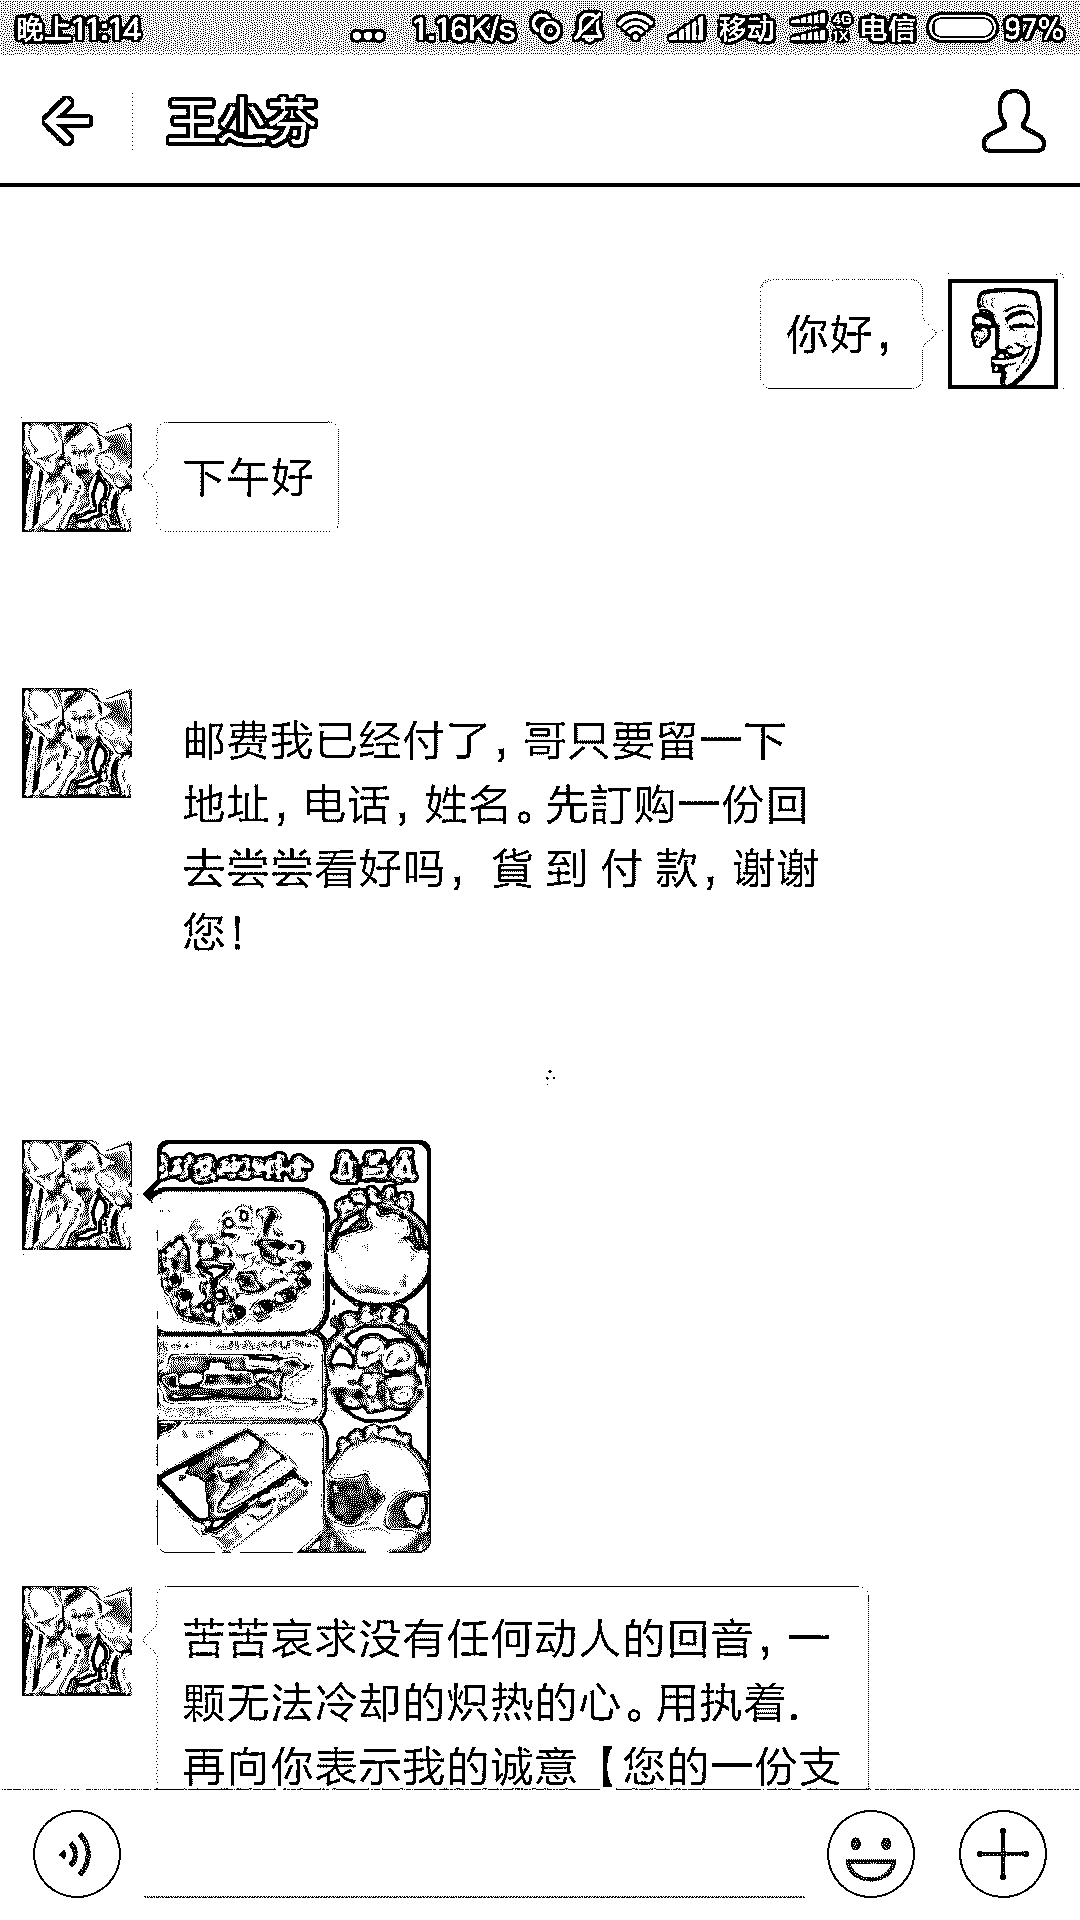 晚上11:14
... 1.16K/s 移动 4G 1X 电信 97%
王小芬
你好，
下午好
邮费我已经付了，哥只要留一下
地址，电话，姓名。先訂购一份回
去尝尝看好吗，貨 到 付 款，谢谢
您！
苦苦哀求没有任何动人的回音，一
颗无法冷却的炽热的心。用执着.
再向你表示我的诚意【您的一份支